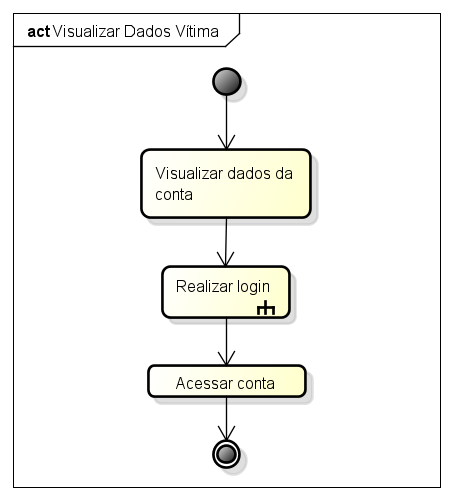 act Visualizar Dados Vítima
Visualizar dados da
conta
Realizar login
Acessar conta